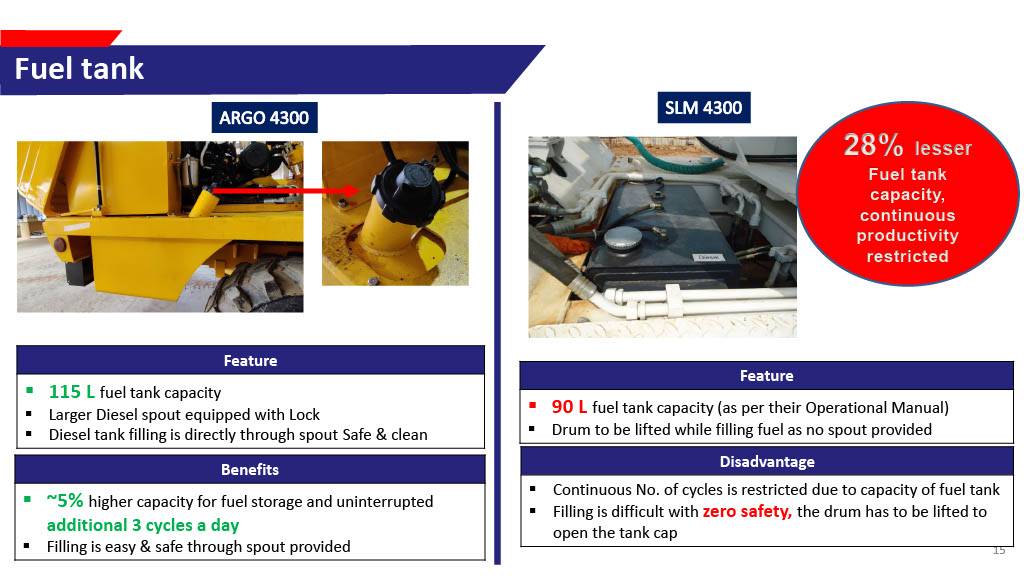 Fuel tank
ARGO 4300
Feature
115 L fuel tank capacity
Larger Diesel spout equipped with Lock
Diesel tank filling is directly through spout Safe & clean
Benefits
~5% higher capacity for fuel storage and uninterrupted
additional 3 cycles a day
Filling is easy & safe through spout provided
SLM 4300
Diesel
28% lesser
Fuel tank
capacity,
continuous
productivity
restricted
Feature
90 L fuel tank capacity (as per their Operational Manual)
Drum to be lifted while filling fuel as no spout provided
Disadvantage
Continuous No. of cycles is restricted due to capacity of fuel tank
Filling is difficult with zero safety, the drum has to be lifted to
open the tank cap
15